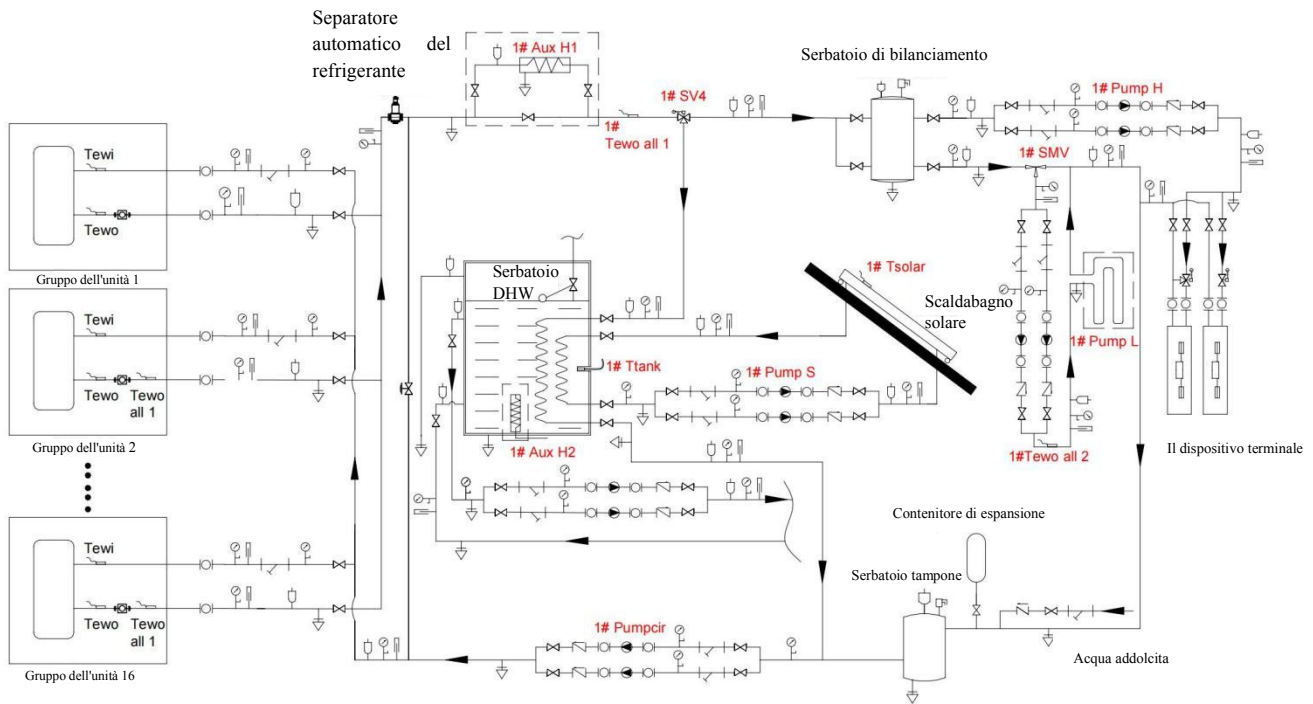 Separatore
automatico del
refrigerante
1# Aux H1
1# SV4
1#
Tewo all 1
Serbatoio di bilanciamento
1# Pump H
1# SMV
Tewi
Tewo
Gruppo dell'unità 1
Tewi
Tewo Tewo
all 1
Gruppo dell'unità 2
Tewi
Tewo Tewo
all 1
Gruppo dell'unità 16
Serbatoio
DHW
1# Ttank
1# Aux H2
1# Tsolar
Scaldabagno
solare
1# Pump S
1# Pump L
1#Tewo all 2
Il dispositivo terminale
Contenitore di espansione
Serbatoio tampone
Acqua addolcita
1# Pumpcir